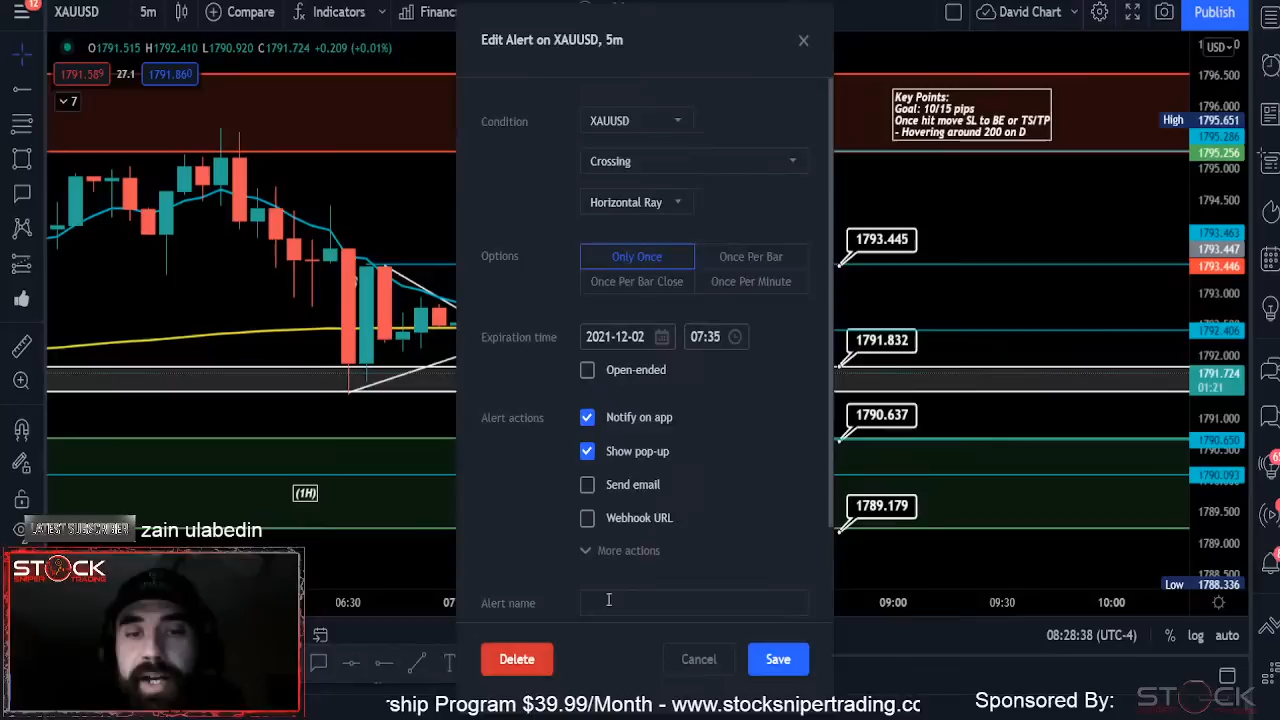 12
XAUUSD
5m
Compare
Indicators
Financ
David Chart
Publish
O1791.515 H1792.410 L1790.920 C1791.724 +0.209 (+0.01%)
1791.589
27.1
1791.860
7
Edit Alert on XAUUSD, 5m
Condition
XAUUSD
Crossing
Horizontal Ray
Options
Only Once
Once Per Bar
Once Per Bar Close
Once Per Minute
Expiration time
2021-12-02
07:35
Open-ended
Alert actions
Notify on app
Show pop-up
Send email
Webhook URL
More actions
Alert name
Delete
Cancel
Save
Key Points:
Goal: 10/15 pips
Once hit move SL to BE or TS/TP
- Hovering around 200 on D
1793.445
1791.832
1790.637
1789.179
USD
1796.500
1796.000
High
1795.651
1795.286
1795.256
1795.000
1794.500
1793.463
1793.447
1793.446
1793.000
1792.406
1792.000
1791.724
01:21
1791.000
1790.650
1790.093
1789.500
1789.000
Low
1788.336
(1H)
LATEST SUBSCRIBER
zain ulabedin
STOCK
SNIPER TRADING
06:30
07
09:00
09:30
10:00
08:28:38 (UTC-4)
%
log
auto
ship Program $39.99/Month - www.stocksnipertrading.co
Sponsored By:
STOCK